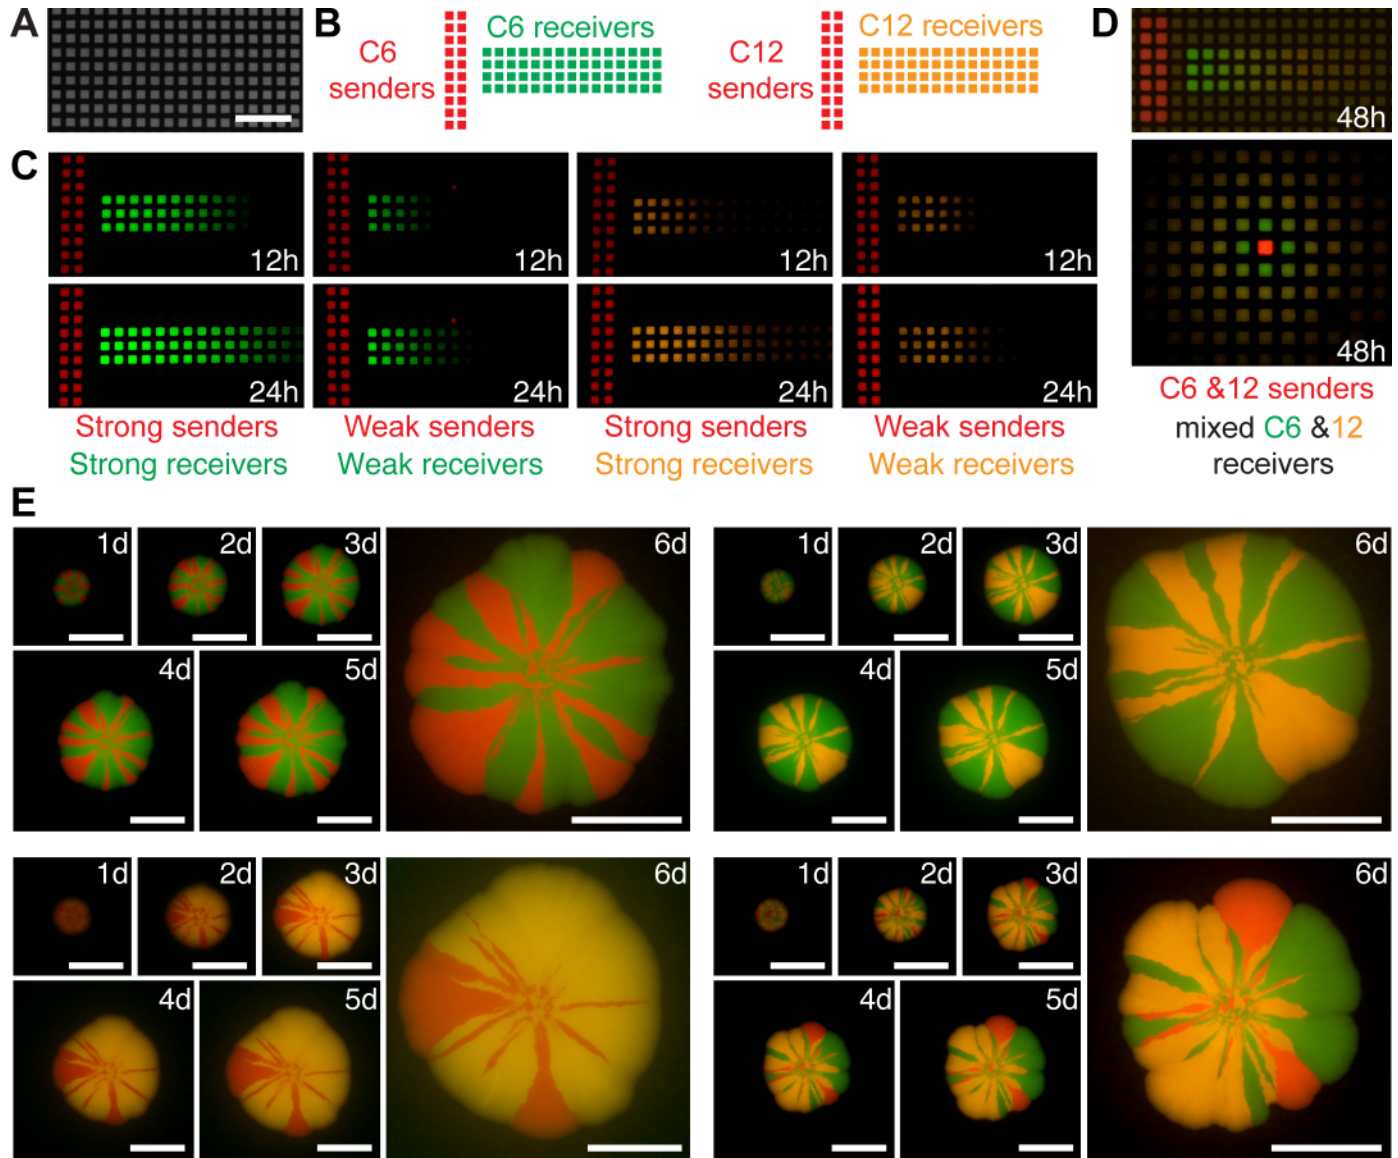 A
B
C6
senders
C6 receivers
C12
senders
C12 receivers
D
48h
C
12h
12h
12h
12h
24h
24h
24h
24h
48h
Strong senders
Strong receivers
Weak senders
Weak receivers
Strong senders
Strong receivers
Weak senders
Weak receivers
C6 &12 senders
mixed C6 &12
receivers
E
1d
2d
3d
6d
4d
5d
1d
2d
3d
6d
4d
5d
1d
2d
3d
6d
4d
5d
1d
2d
3d
6d
4d
5d